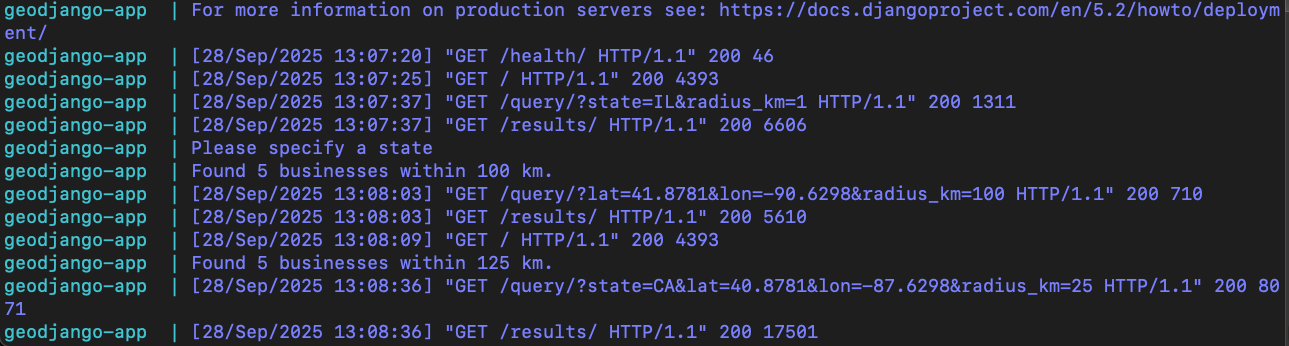 geodjango-app  | For more information on production servers see: https://docs.djangoproject.com/en/5.2/howto/deploym
ent/
geodjango-app  | [28/Sep/2025 13:07:20] "GET /health/ HTTP/1.1" 200 46
geodjango-app  | [28/Sep/2025 13:07:25] "GET / HTTP/1.1" 200 4393
geodjango-app  | [28/Sep/2025 13:07:37] "GET /query/?state=IL&radius_km=1 HTTP/1.1" 200 1311
geodjango-app  | [28/Sep/2025 13:07:37] "GET /results/ HTTP/1.1" 200 6606
geodjango-app  | Please specify a state
geodjango-app  | Found 5 businesses within 100 km.
geodjango-app  | [28/Sep/2025 13:08:03] "GET /query/?lat=41.8781&lon=-90.6298&radius_km=100 HTTP/1.1" 200 710
geodjango-app  | [28/Sep/2025 13:08:03] "GET /results/ HTTP/1.1" 200 5610
geodjango-app  | [28/Sep/2025 13:08:09] "GET / HTTP/1.1" 200 4393
geodjango-app  | Found 5 businesses within 125 km.
geodjango-app  | [28/Sep/2025 13:08:36] "GET /query/?state=CA&lat=40.8781&lon=-87.6298&radius_km=25 HTTP/1.1" 200 80
71
geodjango-app  | [28/Sep/2025 13:08:36] "GET /results/ HTTP/1.1" 200 17501